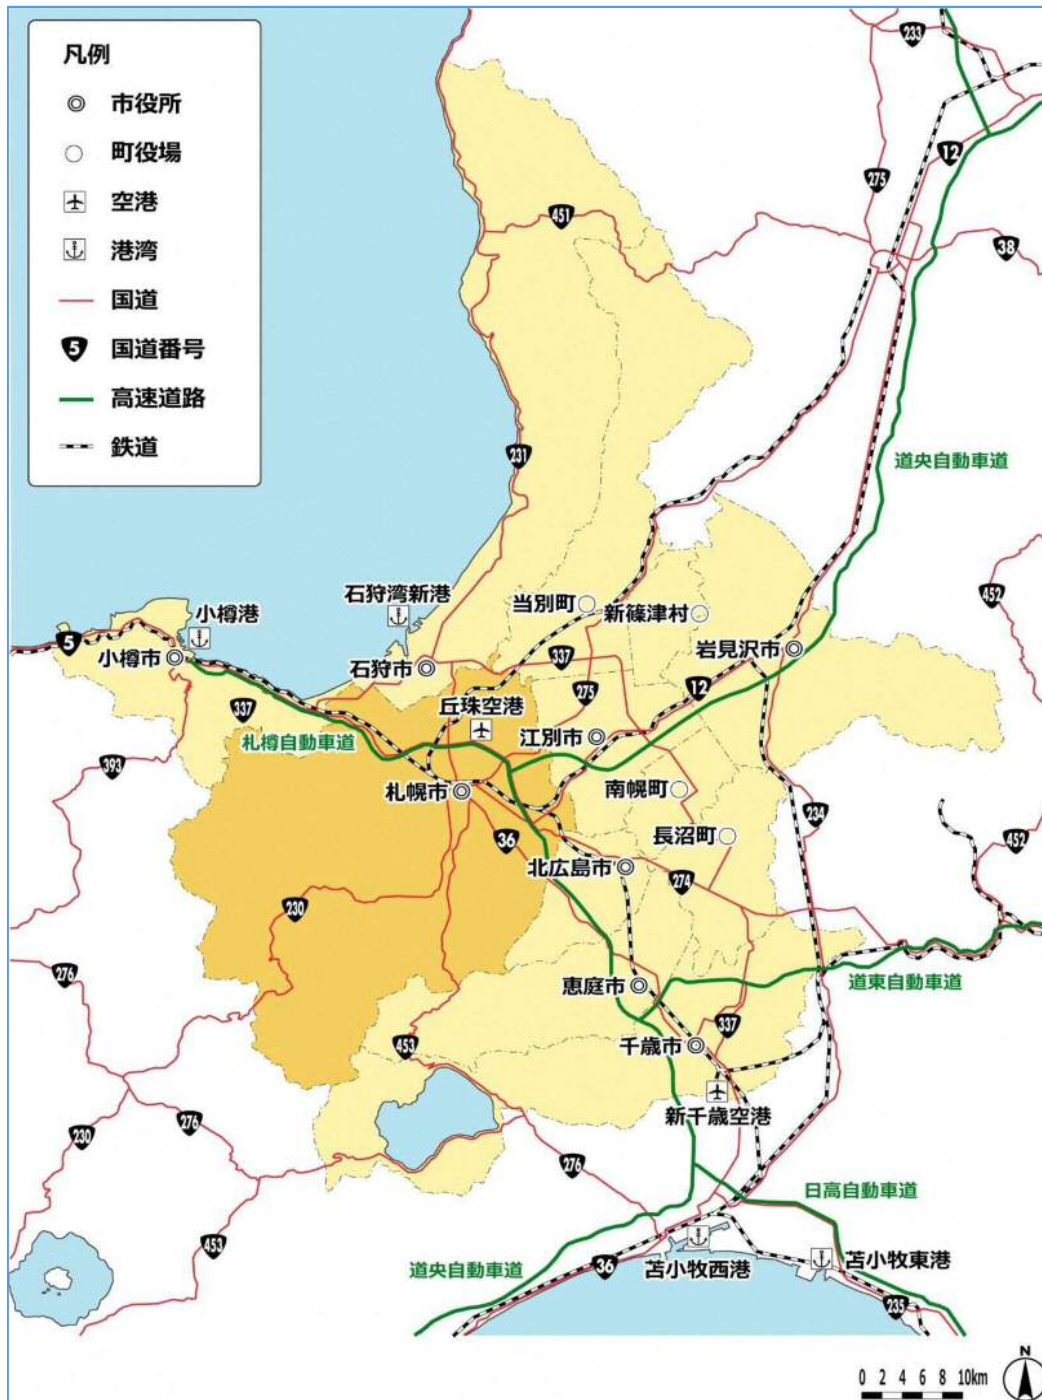 凡例
市役所
町役場
空港
港湾
国道
5
国道番号
高速道路
鉄道
233
12
275
451
38
道央自動車道
231
452
石狩湾新港
当別町
新篠津村
小樽港
5
小樽市
石狩市
337
岩見沢市
275
12
337
丘珠空港
江別市
札樽自動車道
393
札幌市
南幌町
234
長沼町
36
452
北広島市
274
230
276
恵庭市
道東自動車道
337
453
千歳市
新千歳空港
276
230
276
日高自動車道
453
道央自動車道
36
苫小牧西港
苫小牧東港
235
N
0 2 4 6 8 10km